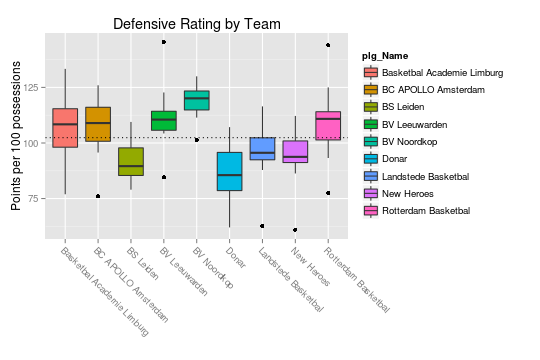 Defensive Rating by Team
Points per 100 possessions
125
100
75
Basketbal Academie Limburg
BC APOLLO Amsterdam
BS Leiden
BV Leeuwarden
BV Noordkop
Donar
Landstede Basketbal
New Heroes
Rotterdam Basketbal
plg_Name
Basketbal Academie Limburg
BC APOLLO Amsterdam
BS Leiden
BV Leeuwarden
BV Noordkop
Donar
Landstede Basketbal
New Heroes
Rotterdam Basketbal